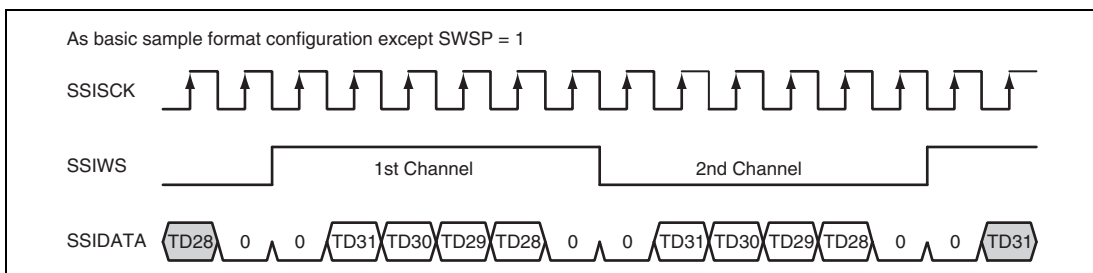 As basic sample format configuration except SWSP = 1
SSISCK
SSIWS 1st Channel 2nd Channel
SSIDATA TD28 0 0 TD31 TD30 TD29 TD28 0 0 TD31 TD30 TD29 TD28 0 0 TD31